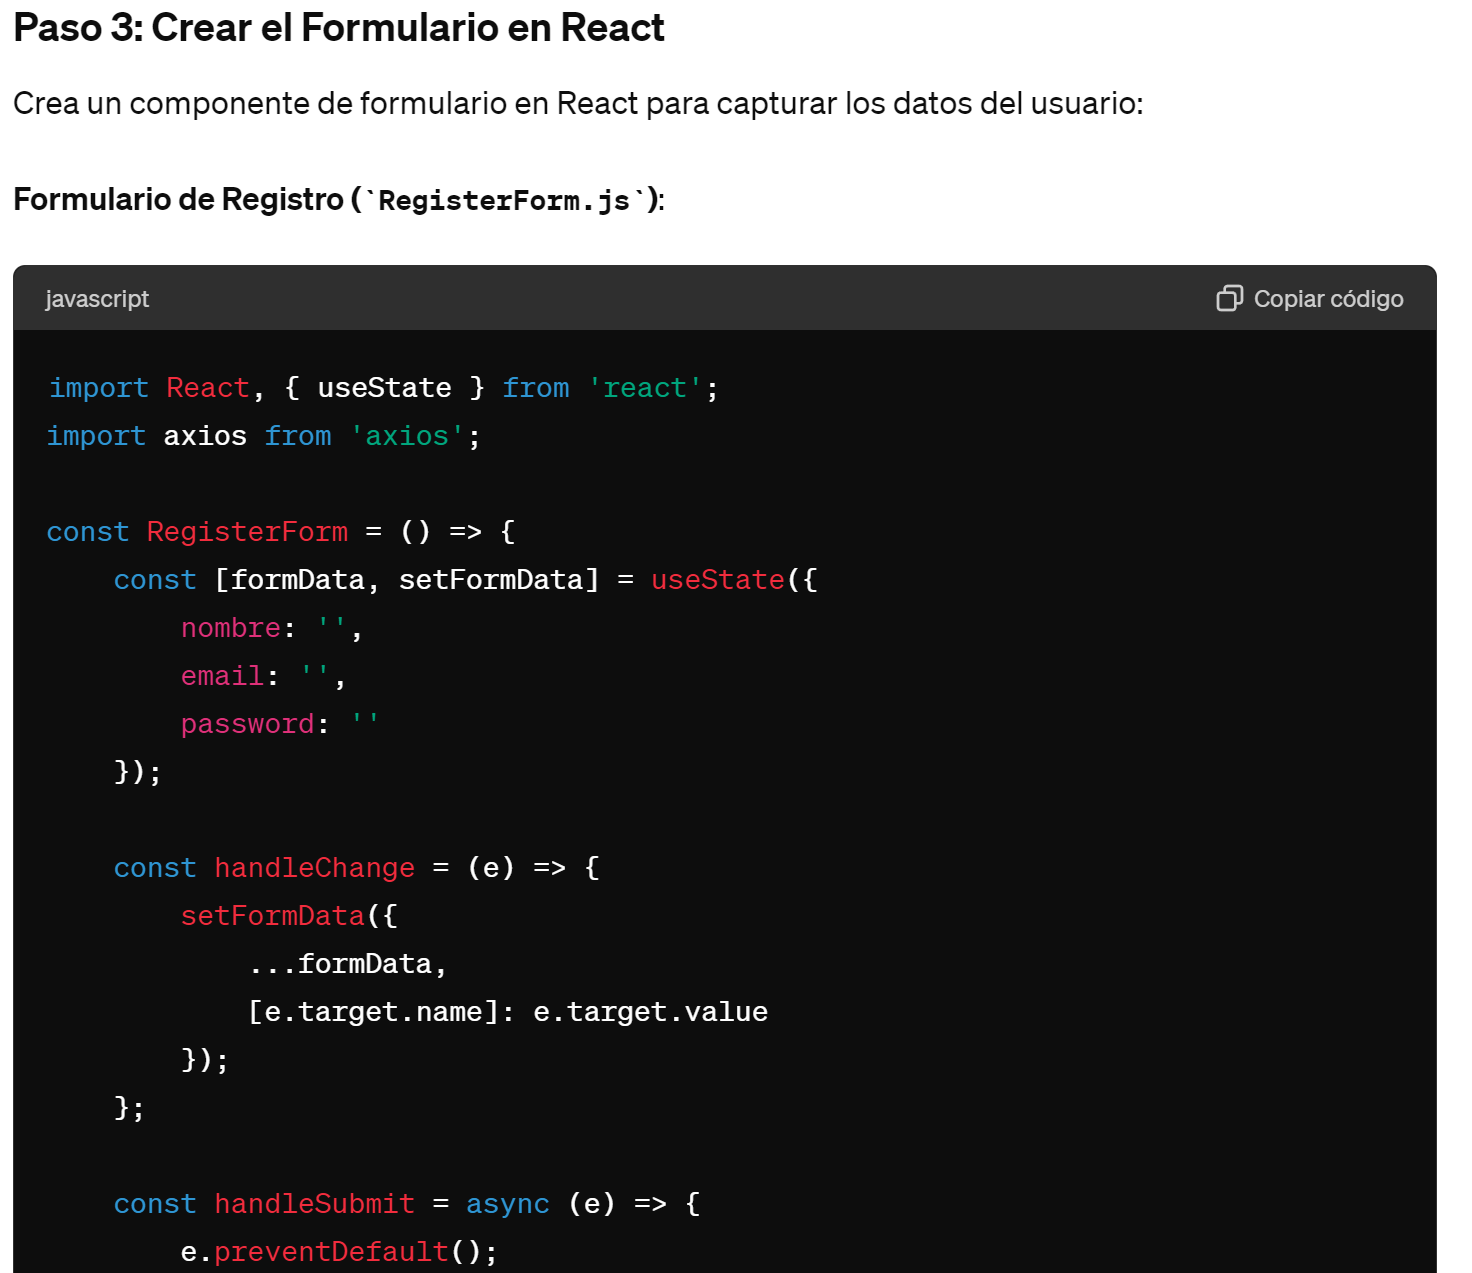 Paso 3: Crear el Formulario en React
Crea un componente de formulario en React para capturar los datos del usuario:
Formulario de Registro (`RegisterForm.js`):
javascript
Copiar código
import React, { useState } from 'react';
import axios from 'axios';
const RegisterForm = () => {
    const [formData, setFormData] = useState({
        nombre: '',
        email: '',
        password: ''
    });
    const handleChange = (e) => {
        setFormData({
            ...formData,
            [e.target.name]: e.target.value
        });
    };
    const handleSubmit = async (e) => {
        e.preventDefault();